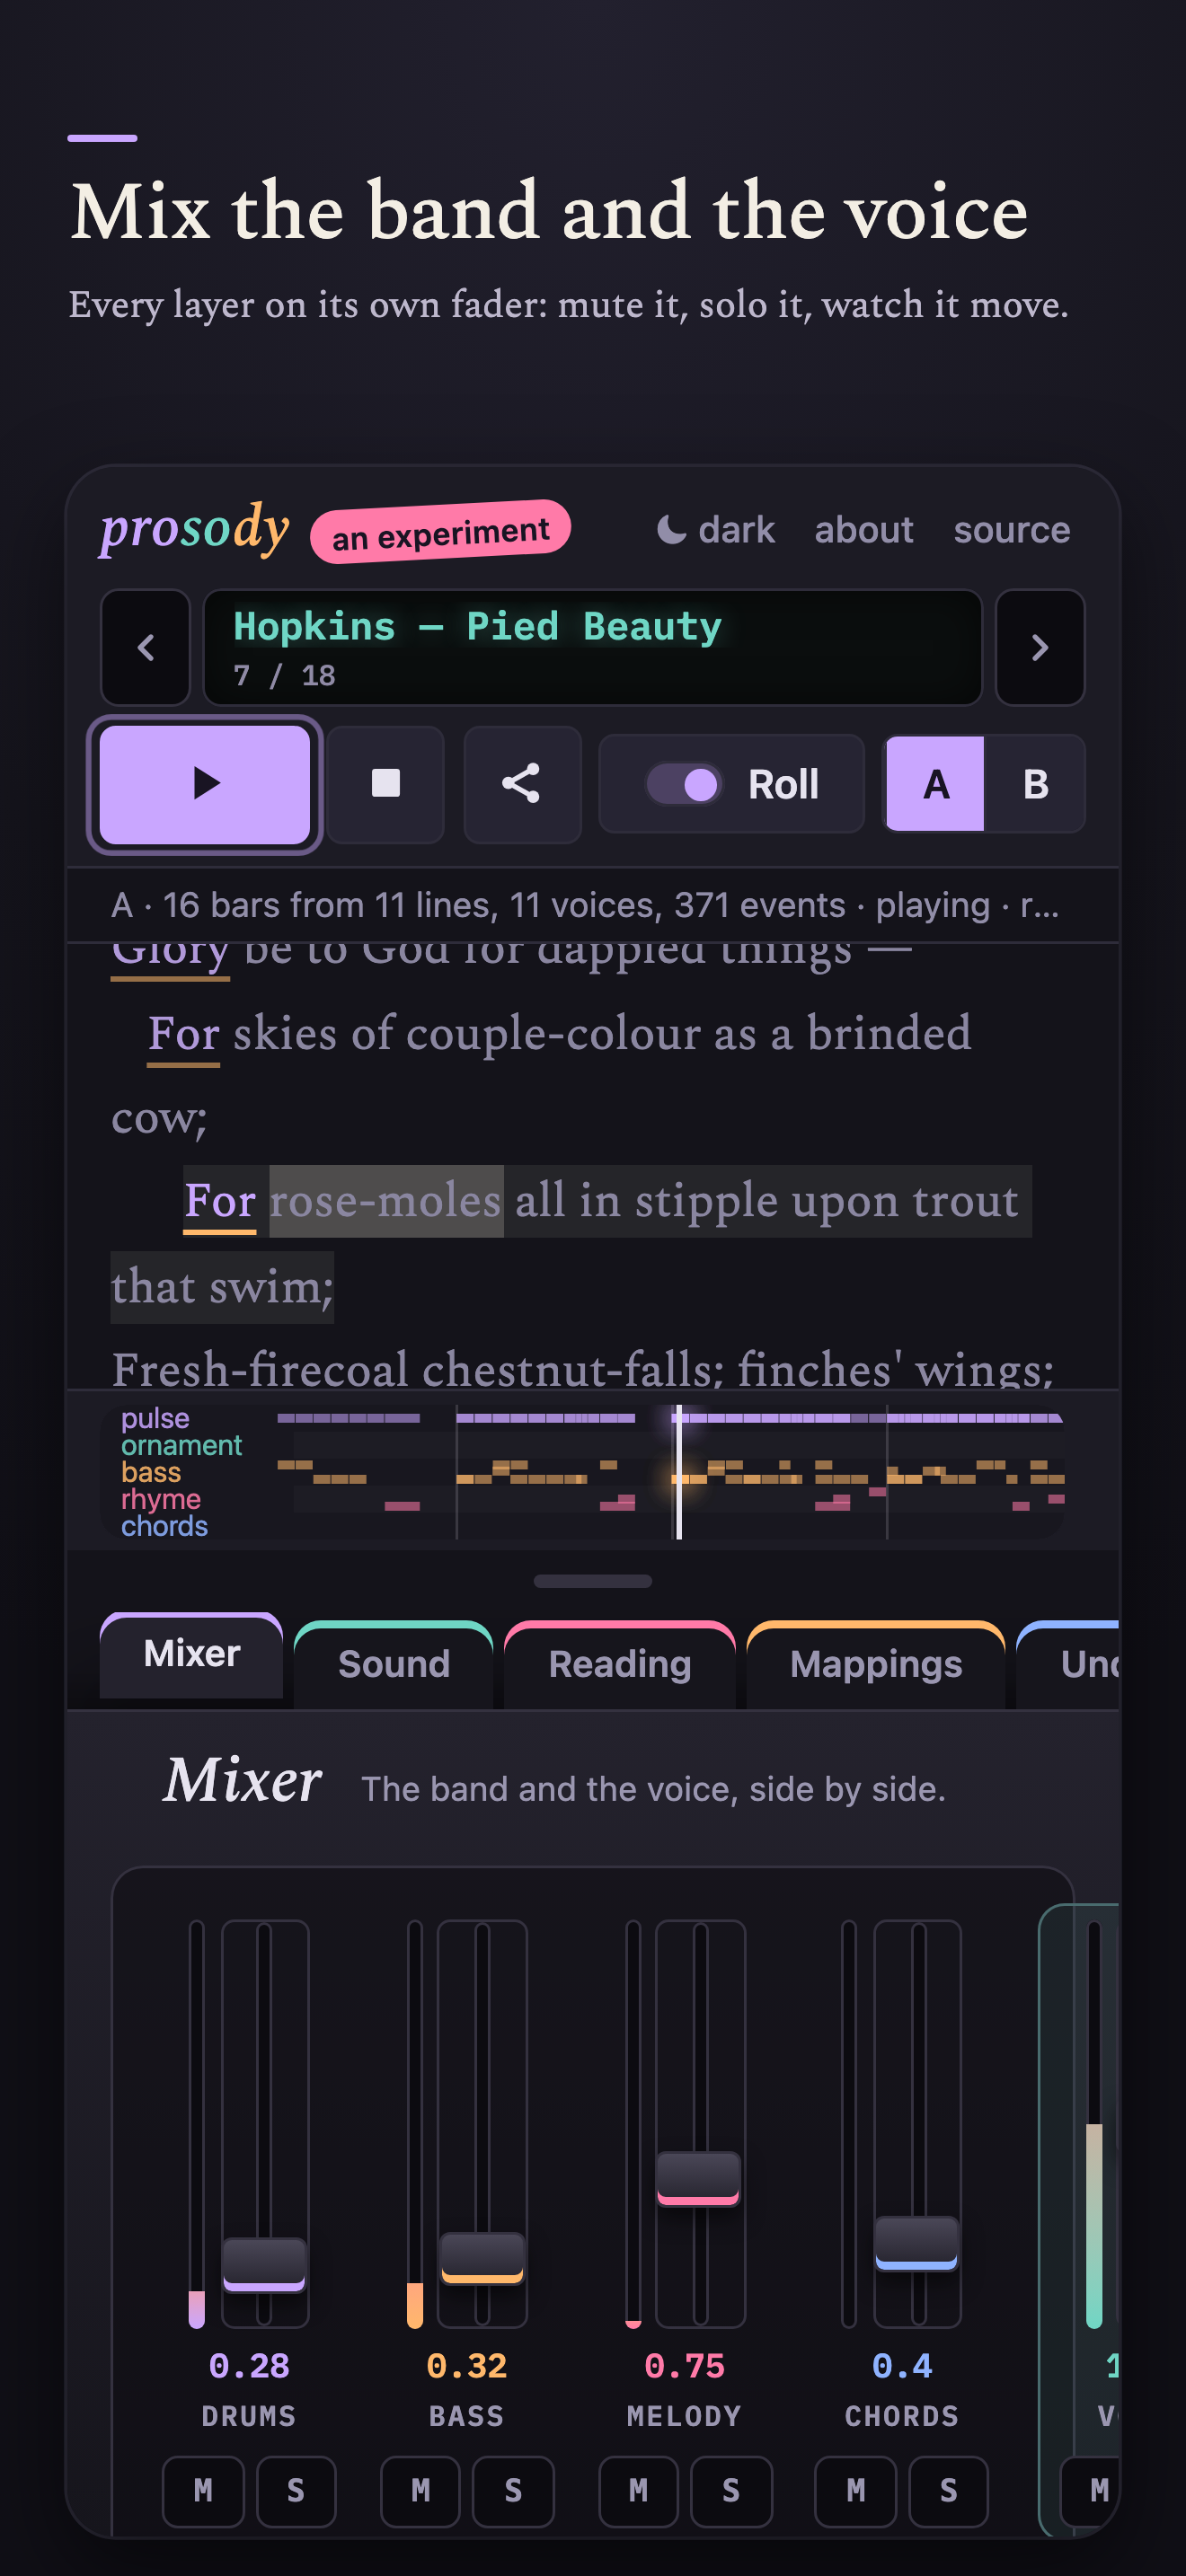 Mix the band and the voice
Every layer on its own fader: mute it, solo it, watch it move.
prosody an experiment dark about source
Hopkins — Pied Beauty
7 / 18
Roll A B
A · 16 bars from 11 lines, 11 voices, 371 events · playing · r...
Glory be to God for dappled things —
For skies of couple-colour as a brinded
cow;
For rose-moles all in stipple upon trout
that swim;
Fresh-firecoal chestnut-falls; finches' wings;
pulse
ornament
bass
rhyme
chords
Mixer Sound Reading Mappings
Mixer The band and the voice, side by side.
0.28 0.32 0.75 0.4
DRUMS BASS MELODY CHORDS
M S M S M S M S M